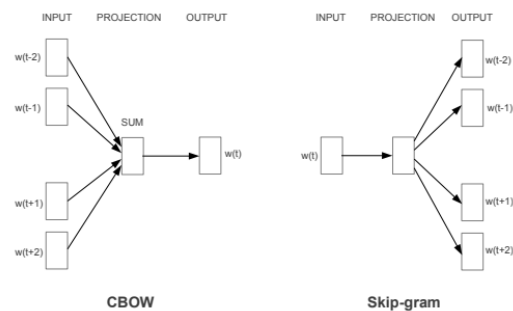 INPUT PROJECTION OUTPUT
w(t-2)
w(t-1)
SUM
w(t)
w(t+1)
w(t+2)
CBOW
INPUT PROJECTION OUTPUT
w(t-2)
w(t-1)
w(t)
w(t+1)
w(t+2)
Skip-gram